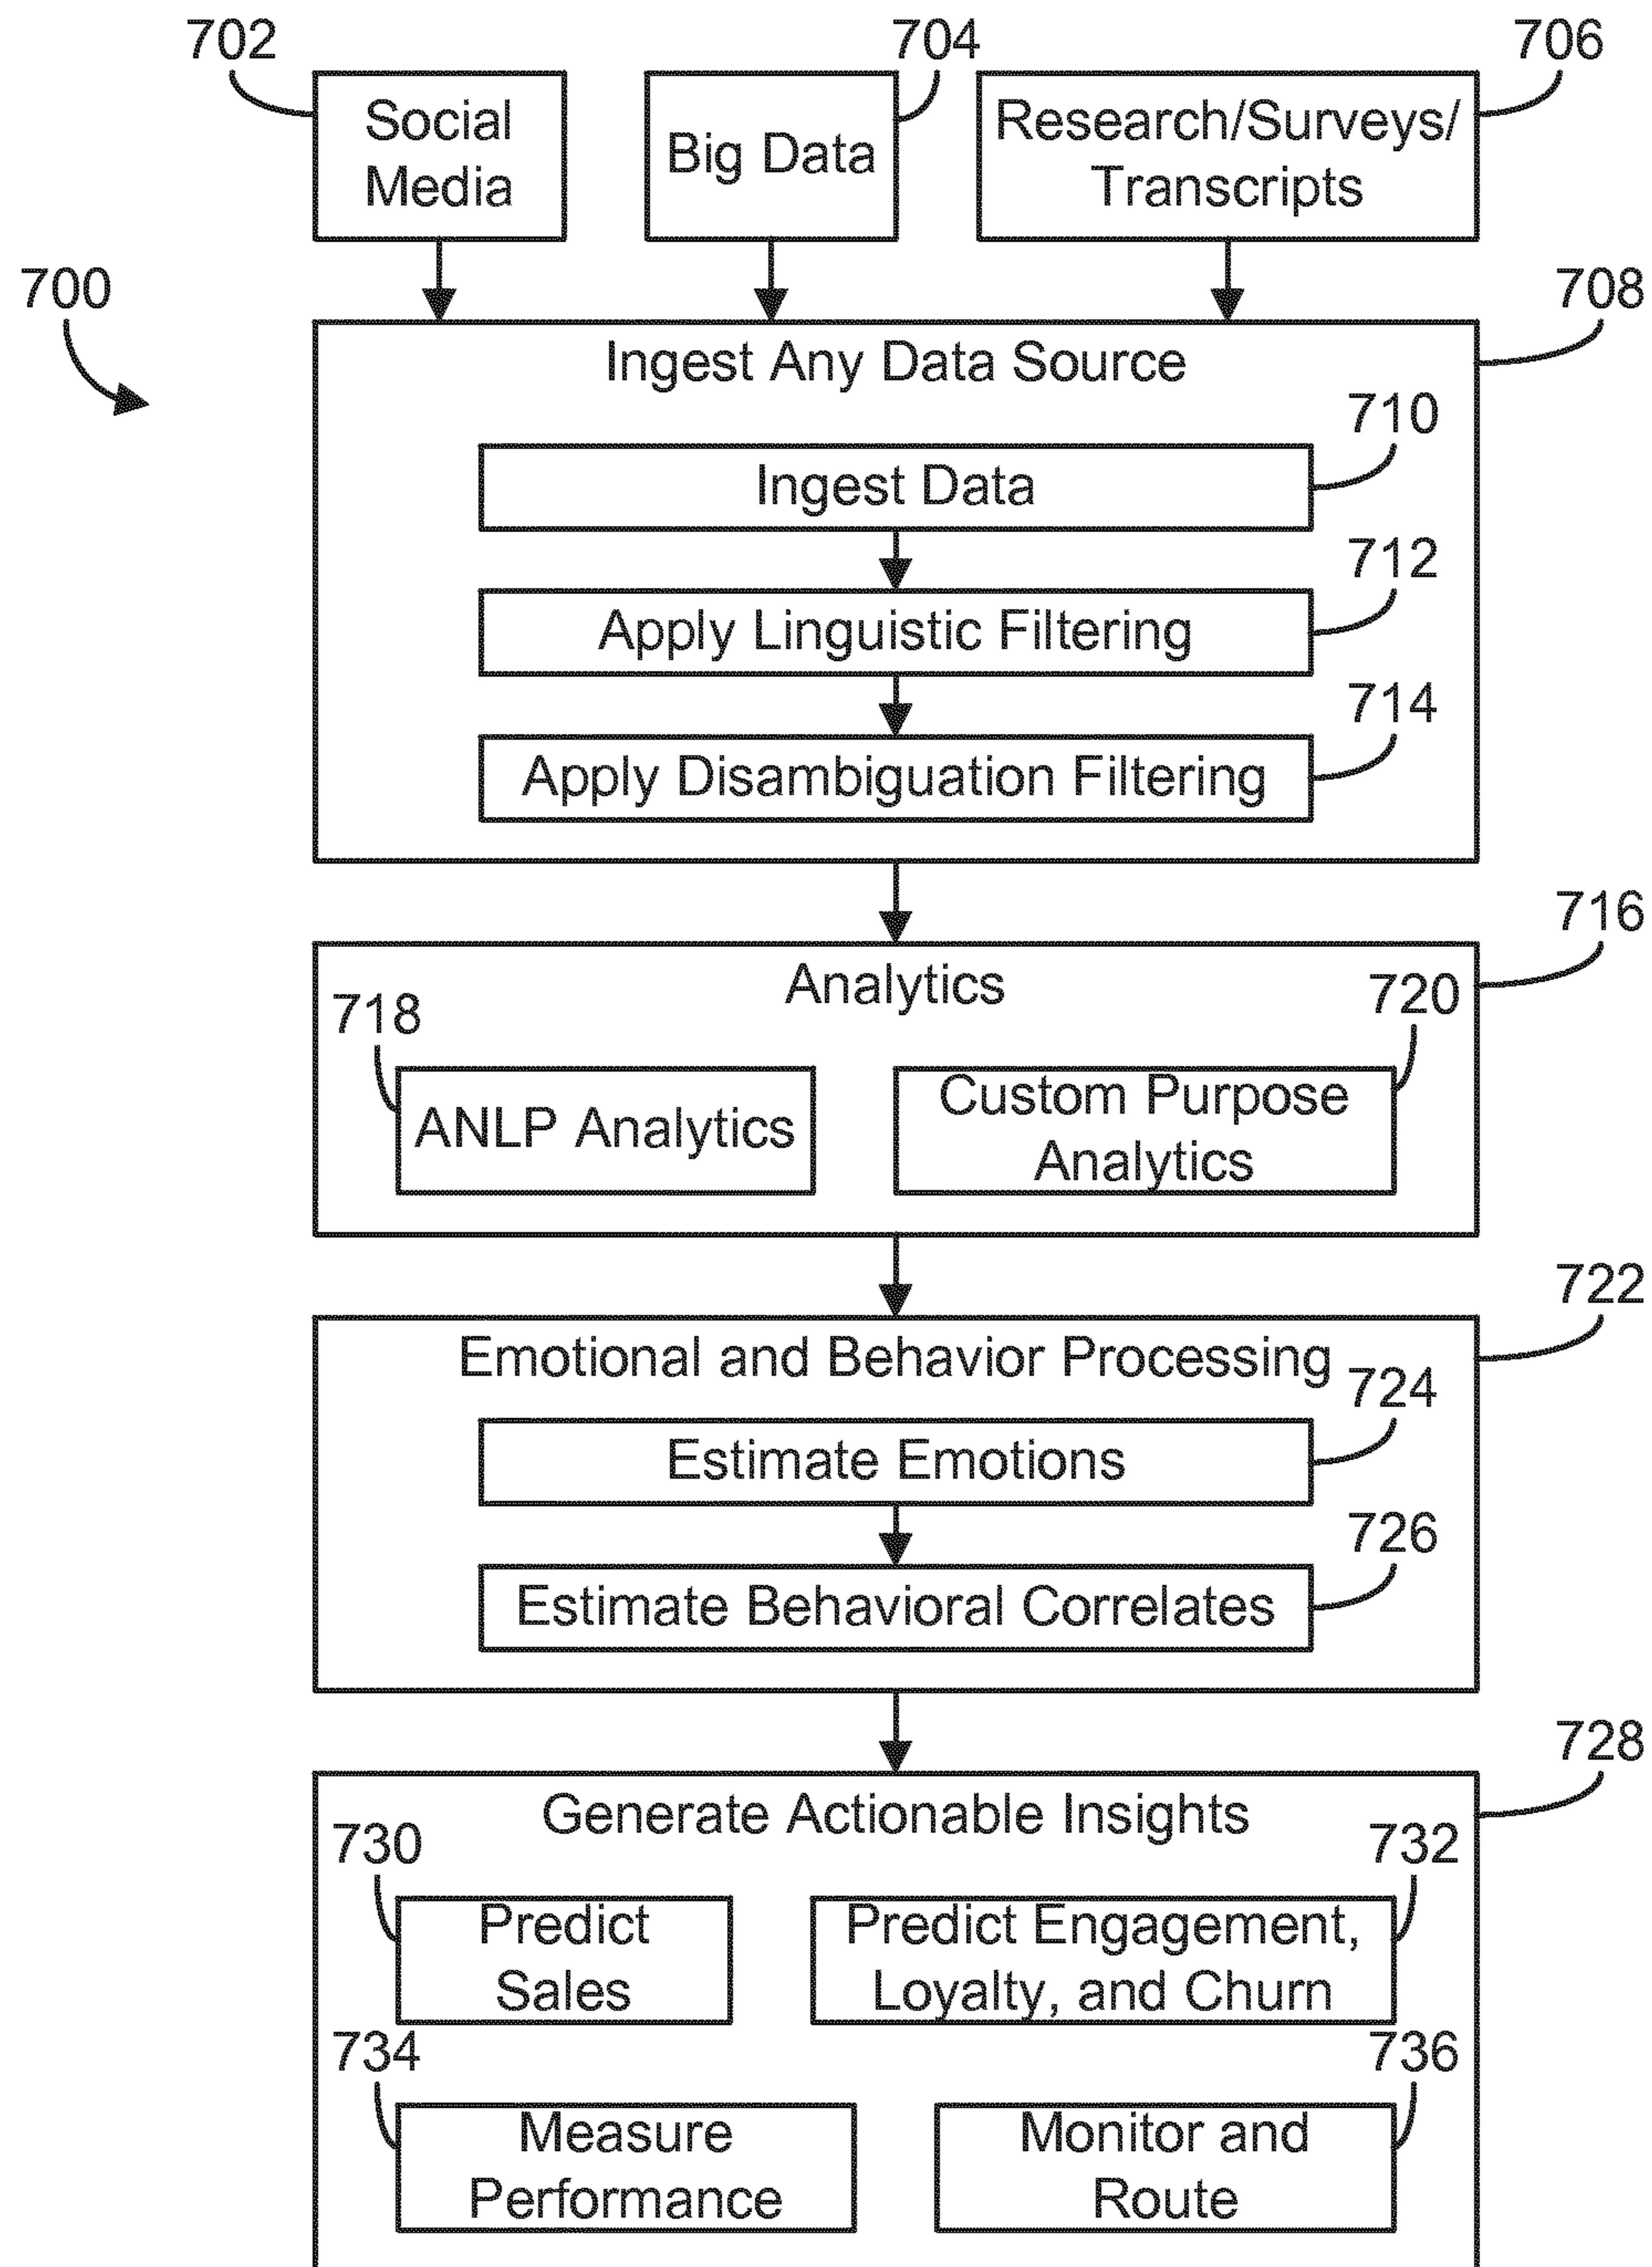 702
704
706
Social
Media
Big Data
Research/Surveys/
Transcripts
700
708
Ingest Any Data Source
710
Ingest Data
712
Apply Linguistic Filtering
714
Apply Disambiguation Filtering
716
Analytics
718
720
ANLP Analytics
Custom Purpose
Analytics
722
Emotional and Behavior Processing
724
Estimate Emotions
726
Estimate Behavioral Correlates
728
Generate Actionable Insights
730
732
Predict
Sales
Predict Engagement,
Loyalty, and Churn
734
736
Measure
Performance
Monitor and
Route